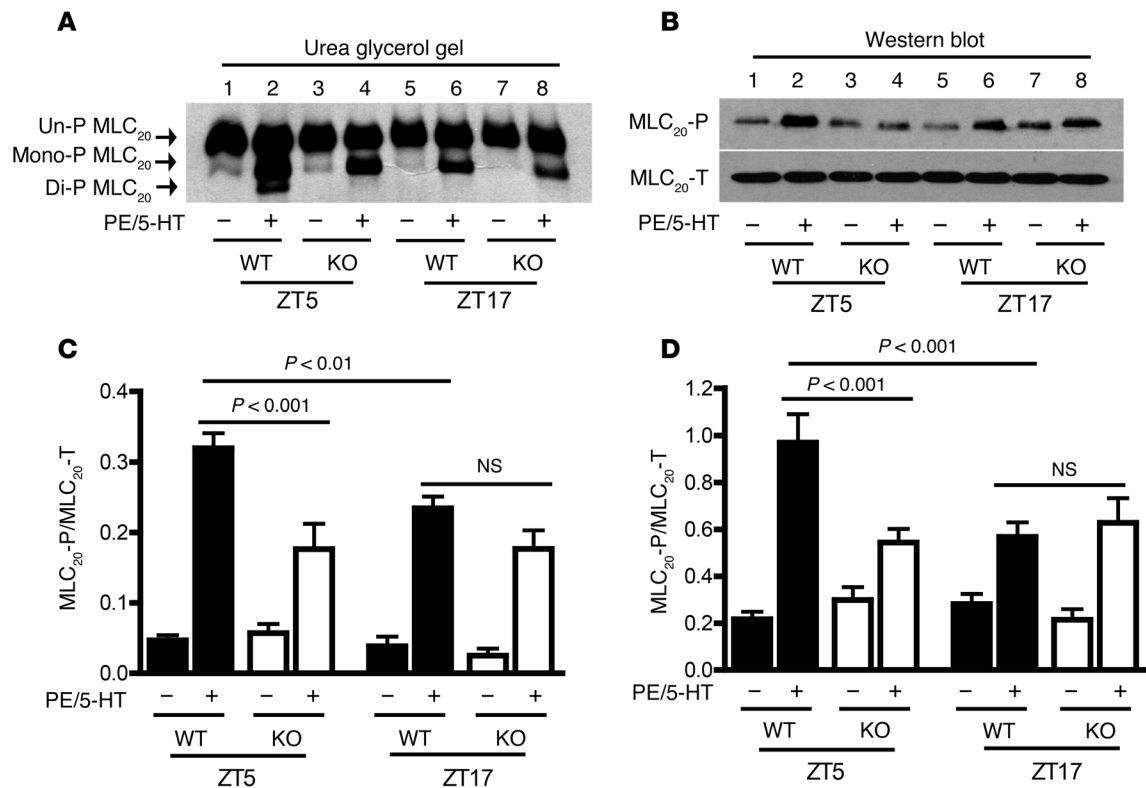 A
Urea glycerol gel
1 2 3 4 5 6 7 8
Un-P MLC20
Mono-P MLC20
Di-P MLC20
PE/5-HT − + − + − + − +
WT KO WT KO
ZT5 ZT17
B
Western blot
1 2 3 4 5 6 7 8
MLC20-P
MLC20-T
PE/5-HT − + − + − + − +
WT KO WT KO
ZT5 ZT17
C
P < 0.01
P < 0.001
NS
MLC20-P/MLC20-T
0.4
0.3
0.2
0.1
0.0
PE/5-HT − + − + − + − +
WT KO WT KO
ZT5 ZT17
D
P < 0.001
P < 0.001
NS
MLC20-P/MLC20-T
1.2
1.0
0.8
0.6
0.4
0.2
0.0
PE/5-HT − + − + − + − +
WT KO WT KO
ZT5 ZT17